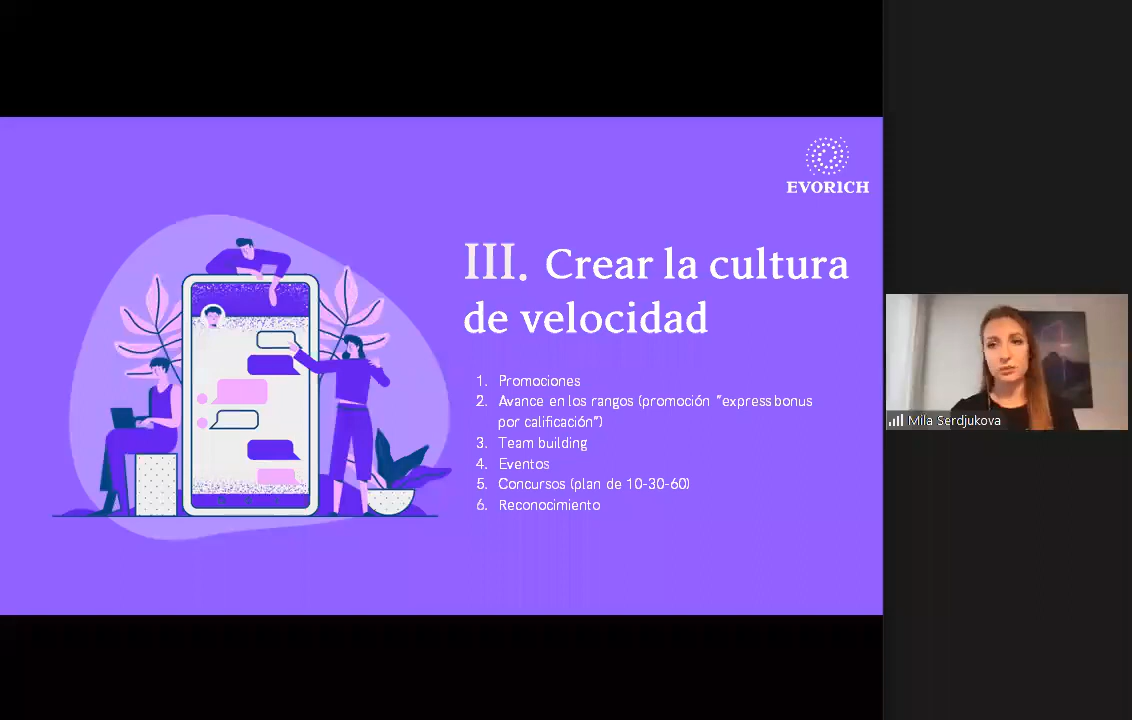 EVORICH
III. Crear la cultura
de velocidad
1. Promociones
2. Avance en los rangos (promoción "express bonus
por calificación")
3. Team building
4. Eventos
5. Concursos (plan de 10-30-60)
6. Reconocimiento
Mila Serdjukova